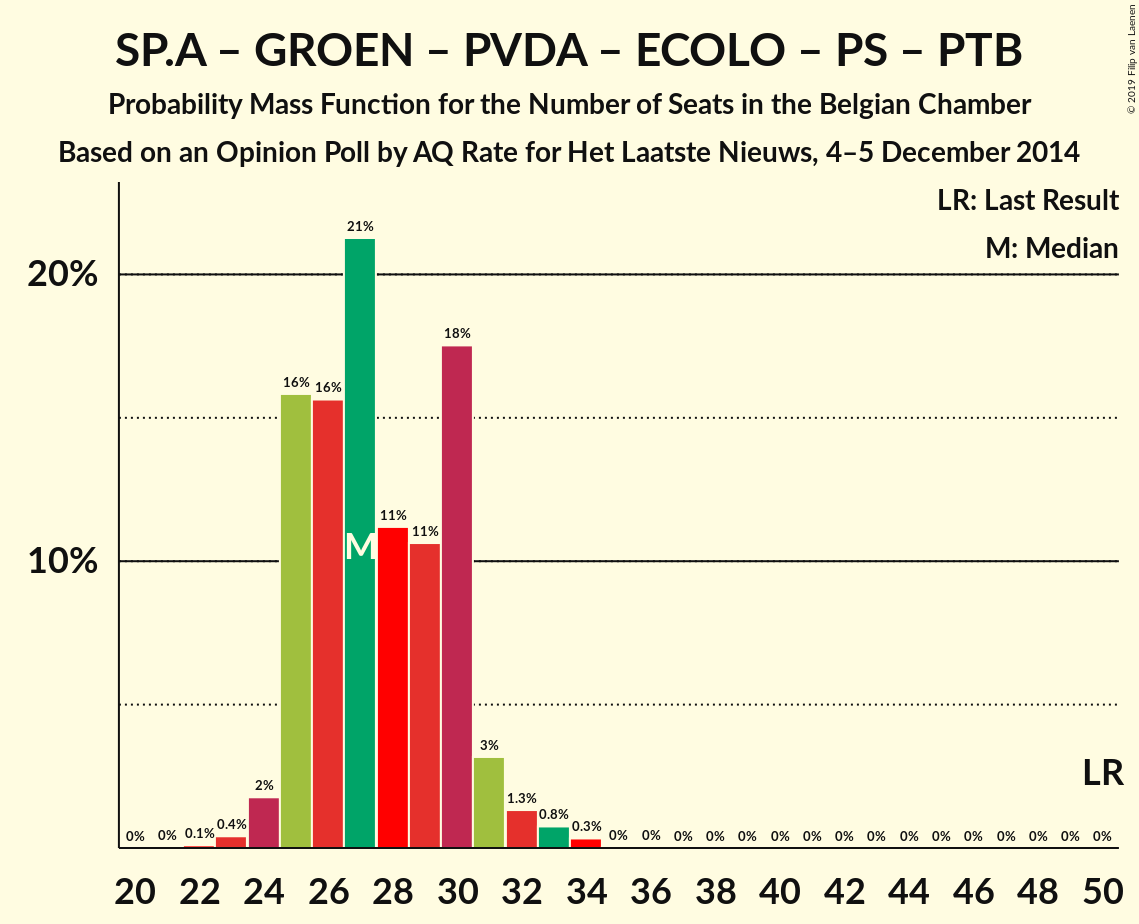 SP.A – GROEN – PVDA – ECOLO – PS – PTB
Probability Mass Function for the Number of Seats in the Belgian Chamber
Based on an Opinion Poll by AQ Rate for Het Laatste Nieuws, 4–5 December 2014
© 2019 Filip van Laenen
LR: Last Result
M: Median
21%
20%
18%
16% 16%
11%
11%
M
10%
3%
LR
2%
1.3%
0.8%
0.4%
0.3%
0% 0% 0.1% 0% 0% 0% 0% 0% 0% 0% 0% 0% 0% 0% 0% 0% 0% 0% 0%
20 22 24 26 28 30 32 34 36 38 40 42 44 46 48 50